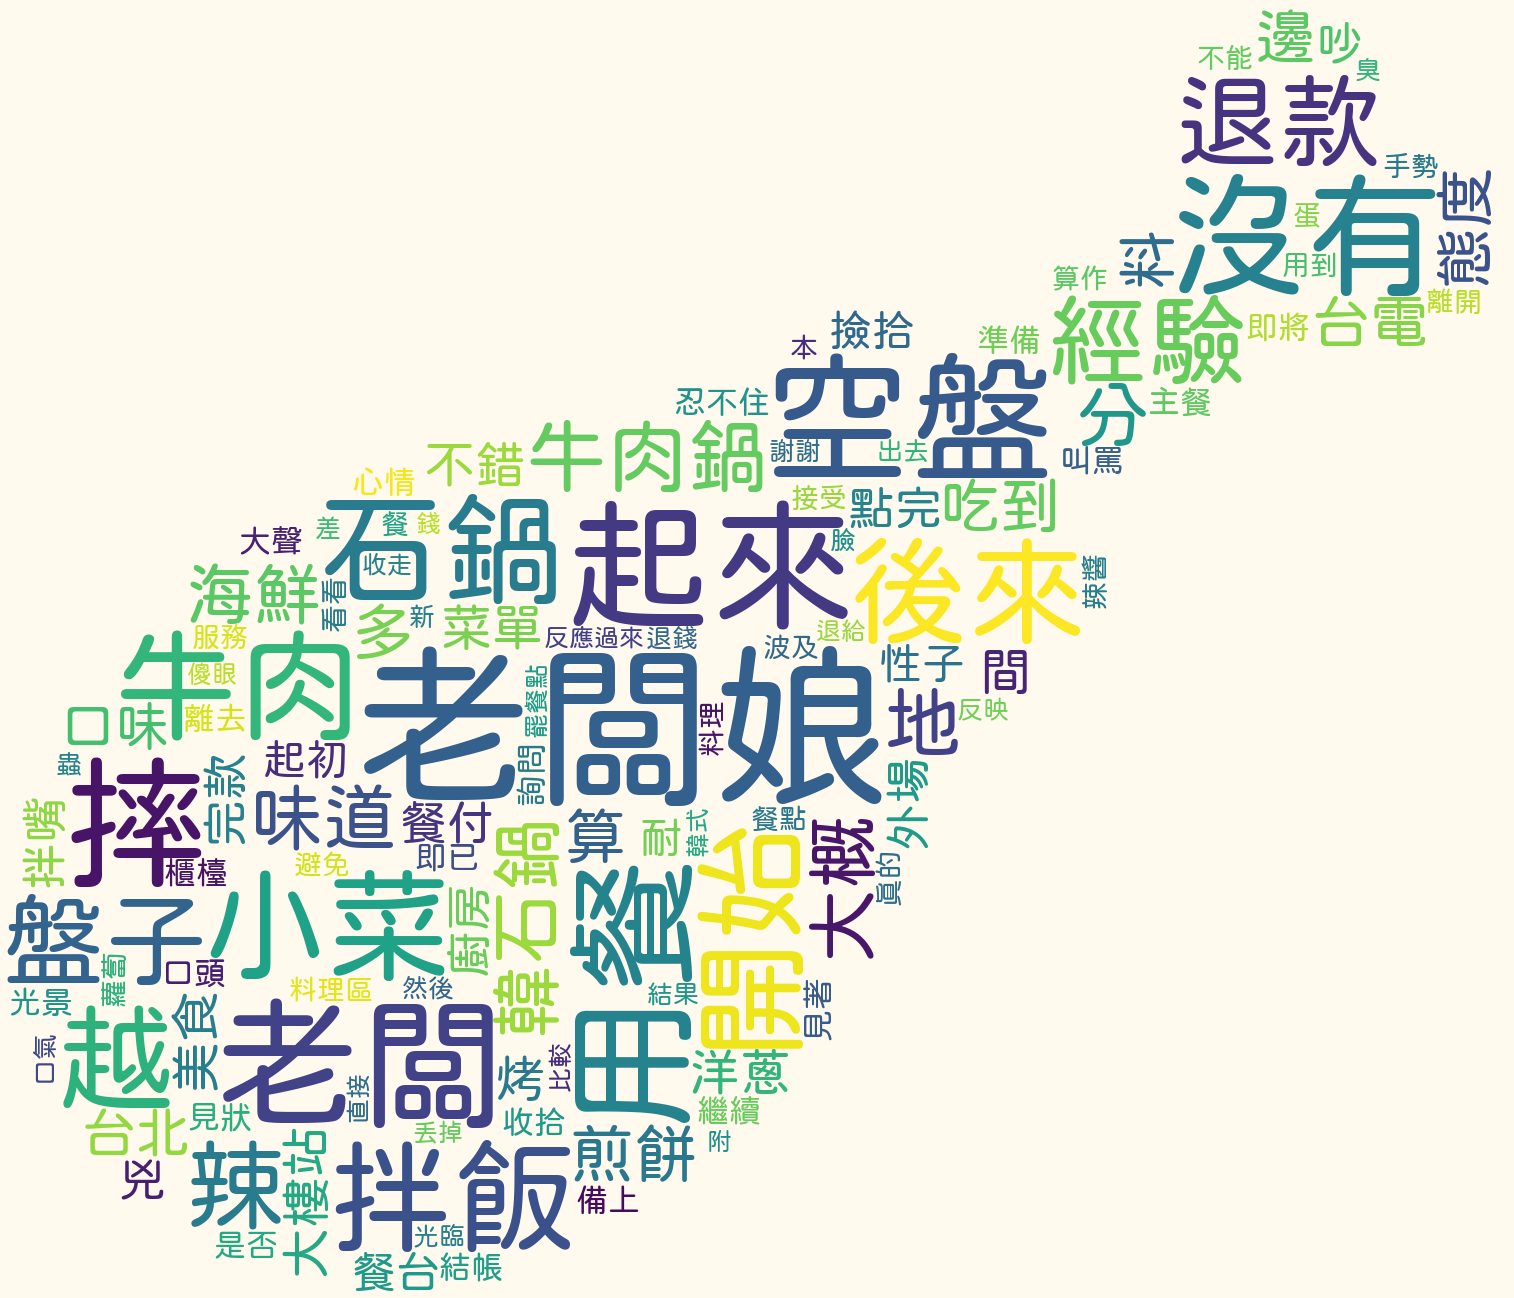 邊吵
不能
臭
退款
手勢
態度
沒有
蛋
料
用到
算作
離開
經驗
即將
台電
撿拾
準備
本
空盤
忍不住
分
主餐
牛肉鍋
不錯
謝謝
出去
叫罵
心情
石鍋
接受
點完
吃到
大聲
差
餐
錢
起來
臉
後來
收走
辣醬
海鮮
看看
多
新
菜單
服務
反應過來
退錢
退給
波及
牛肉
傻眼
老闆娘
罷餐點
性子
間
口味
離去
料理
地
反映
起初
詢問
蟲
摔
完款
外場
味道
餐付
拌嘴
石鍋
算
耐
韓式
餐點
大概
櫃檯
避免
即已
開始
真的
小菜
餐
盤子
廚房
口頭
蘿蔔
料理區
然後
韓
結果
見著
光景
美食
越
老闆
用
口氣
烤
比較
洋蔥
直接
台北
見狀
收拾
繼續
丟掉
煎餅
附
兇
辣
大樓站
拌飯
備上
是否
光臨
餐台
結帳